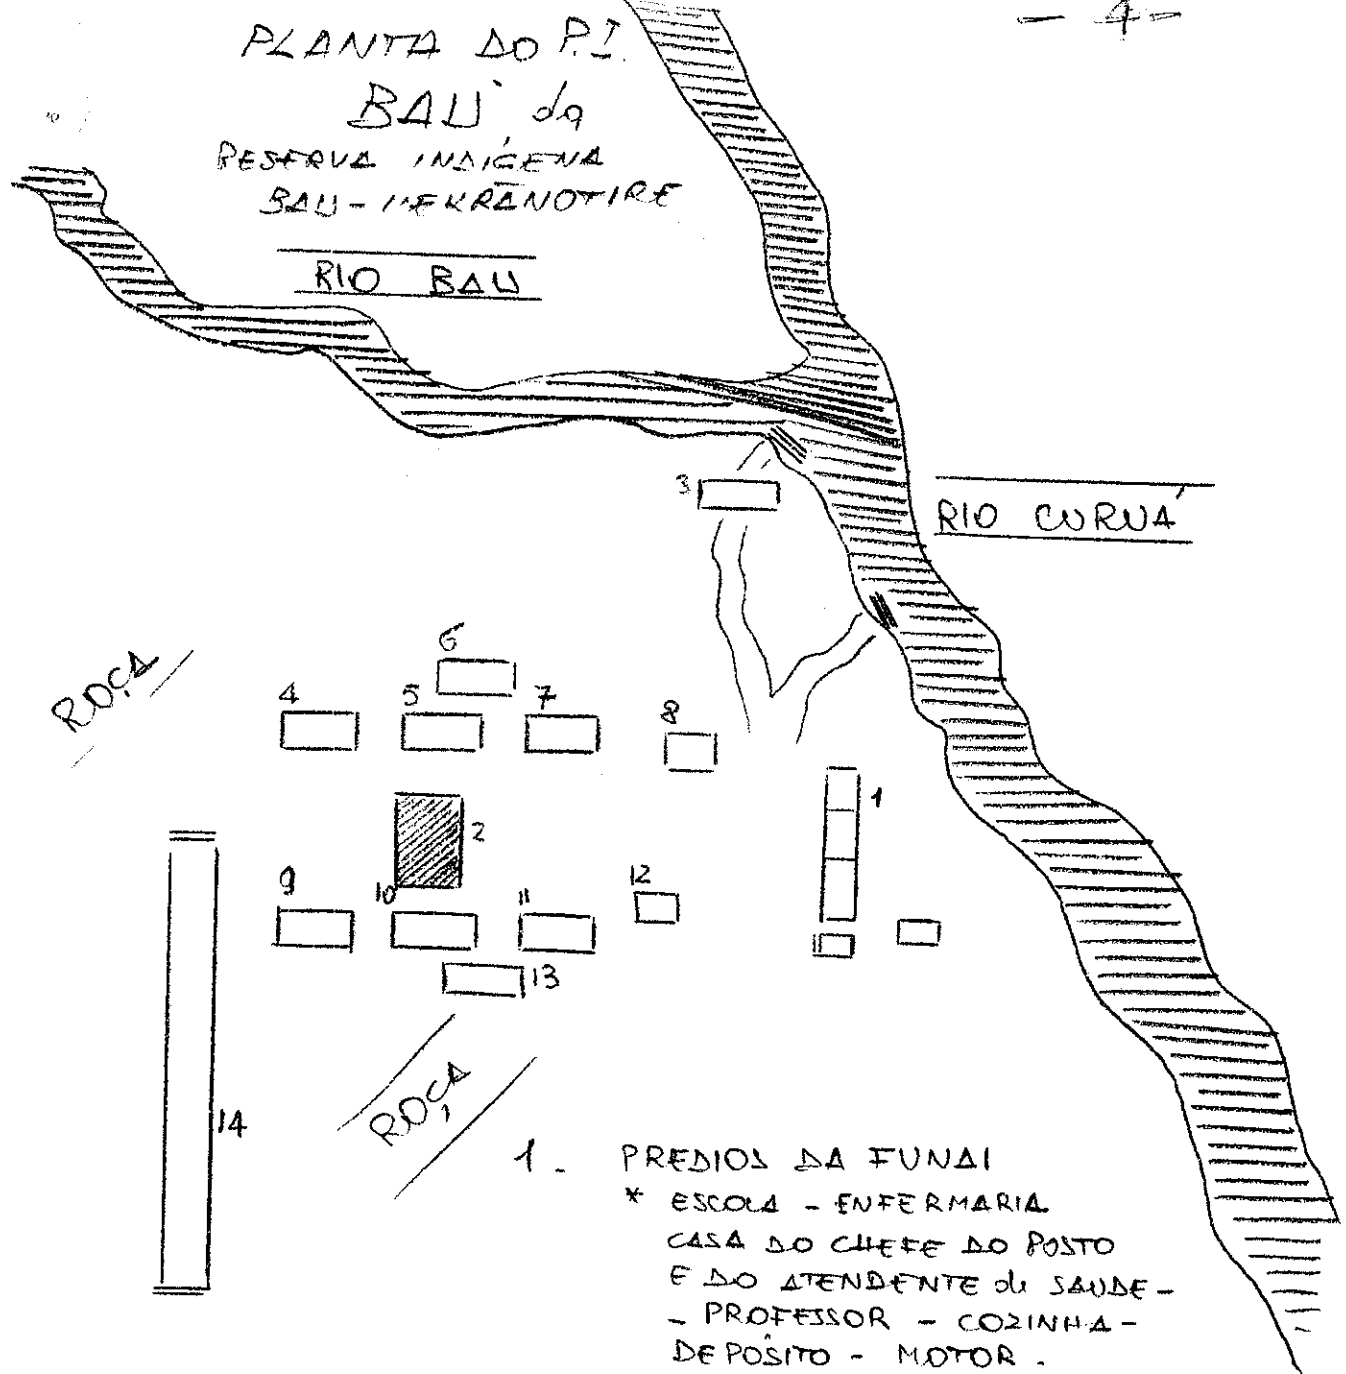 - 4 -
PLANTA DO P.I.
BAÚ da
RESERVA INDÍGENA
BAU-MEKRANOTIRE
RIO BAU
3
RIO CURUÁ
ROÇA
6
4
5
7
8
1
2
9
10
11
12
13
14
ROÇA
1 - PREDIOS DA FUNAI
* ESCOLA - ENFERMARIA
CASA DO CHEFE DO POSTO
E DO ATENDENTE de SAUDE -
- PROFESSOR - COZINHA -
DEPÓSITO - MOTOR.